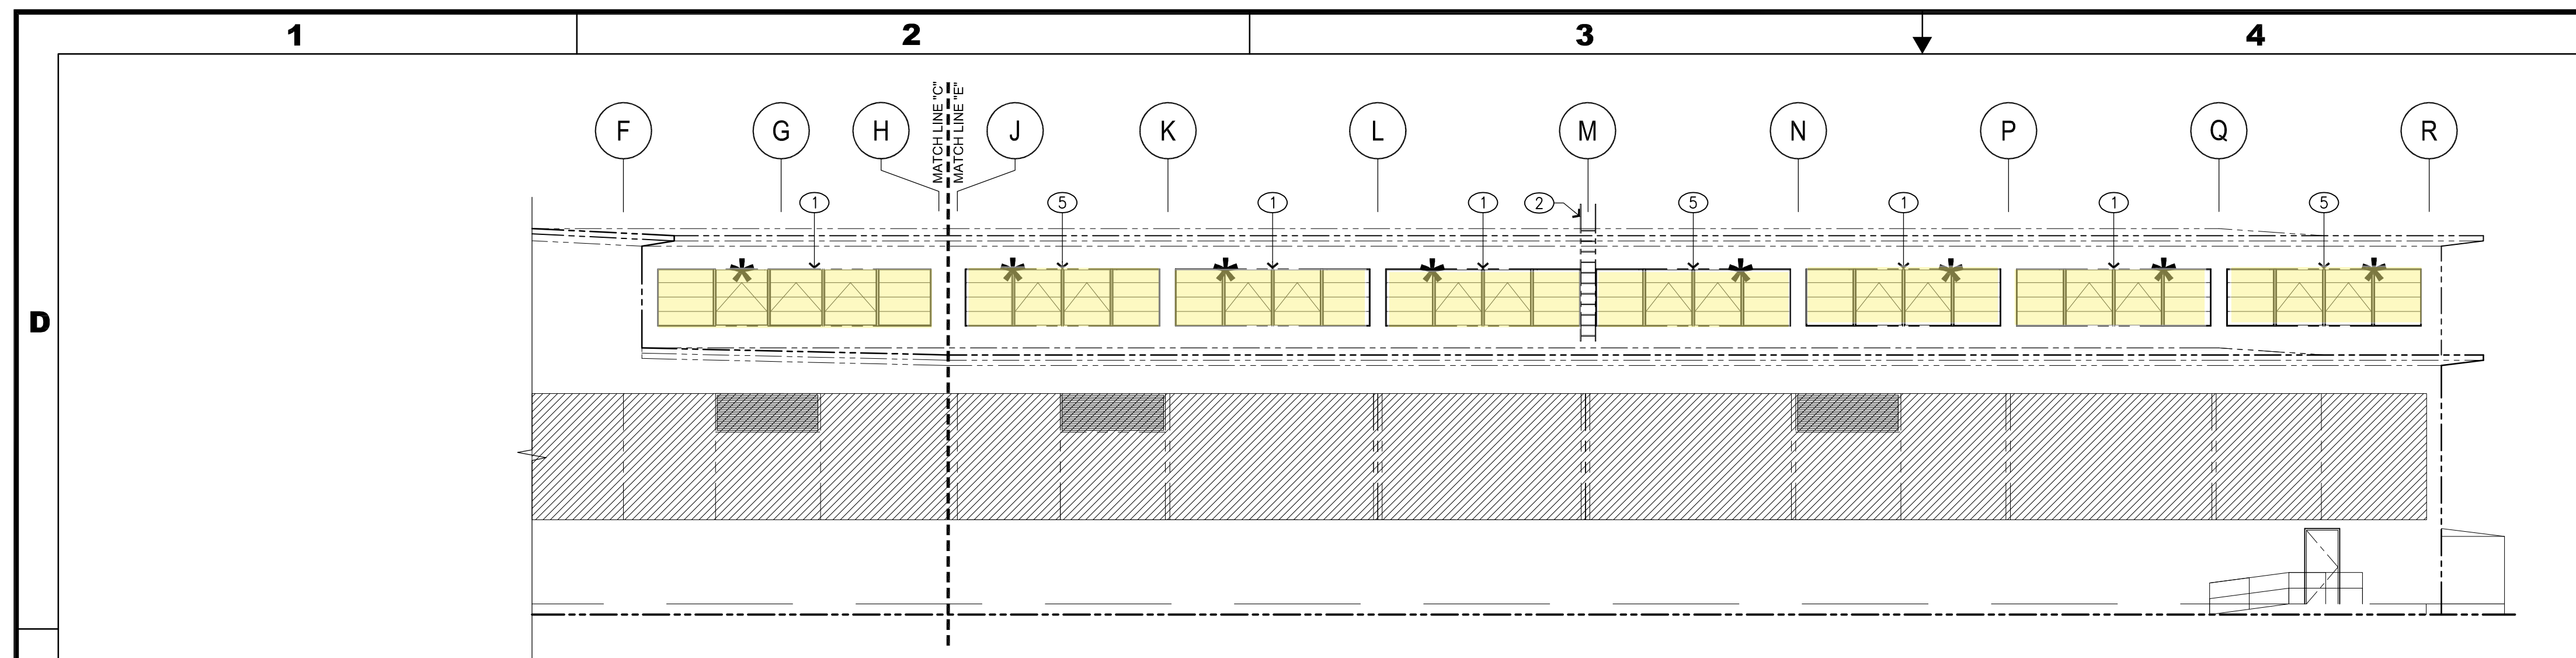 1 2 3 4
MATCH LINE "C"
MATCH LINE "E"
F G H J K L M N P Q R
1 5 1 1 2 5 1 1 5
* * * * * * * *
D